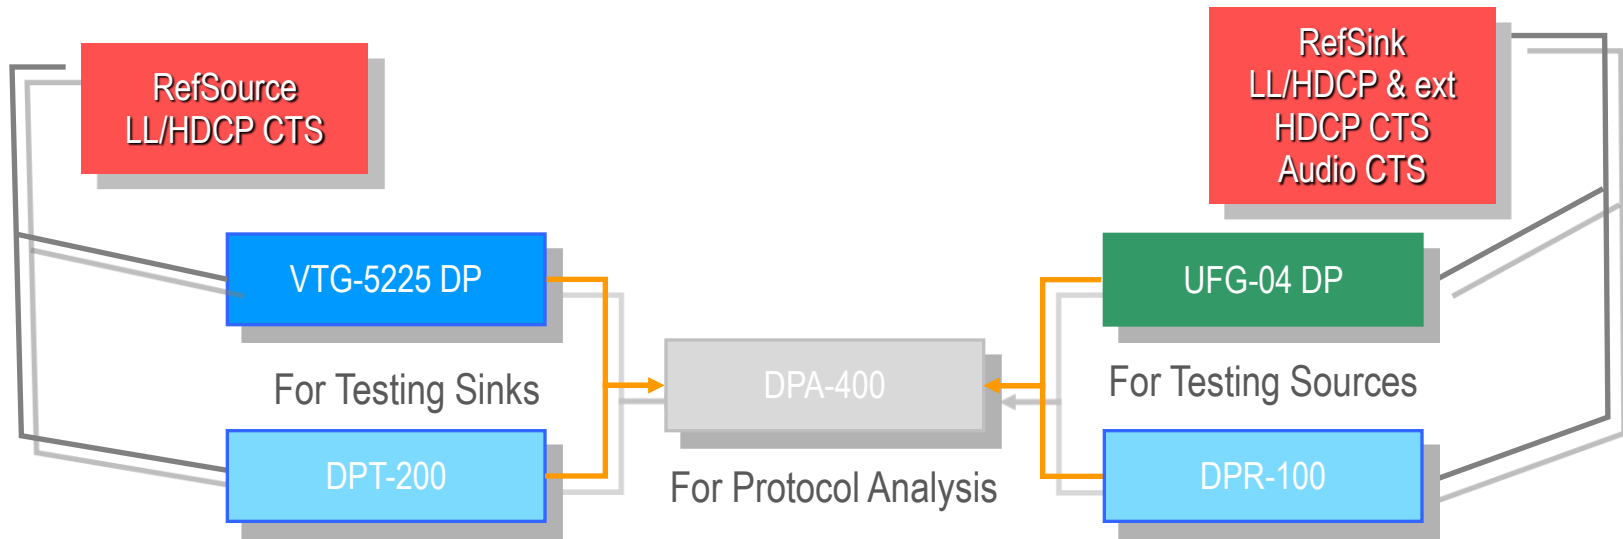 RefSource
LL/HDCP CTS
RefSink
LL/HDCP & ext
HDCP CTS
Audio CTS
VTG-5225 DP
UFG-04 DP
For Testing Sinks
DPA-400
For Testing Sources
DPT-200
For Protocol Analysis
DPR-100